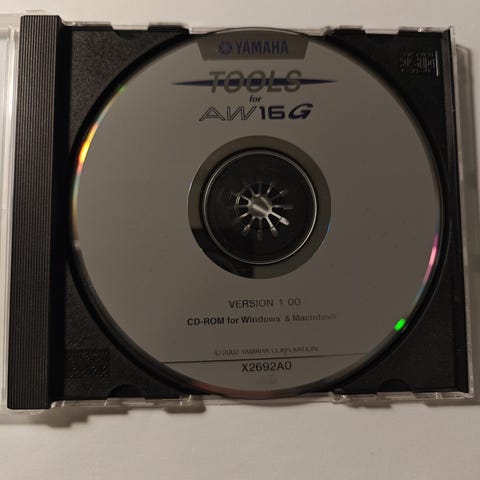 YAMAHA
TOOLS
for
AW16G
VERSION 1.00
CD-ROM for Windows & Macintosh
© 2002 YAMAHA CORPORATION
X2692A0